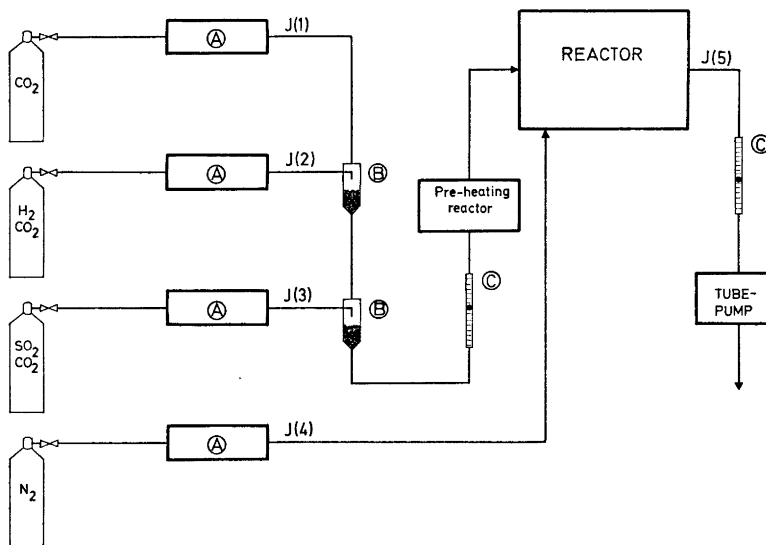 CO2
A
J(1)
REACTOR
J(5)
C
H2
CO2
A
J(2)
B
Pre-heating
reactor
SO2
CO2
A
J(3)
B
C
TUBE-
PUMP
N2
A
J(4)